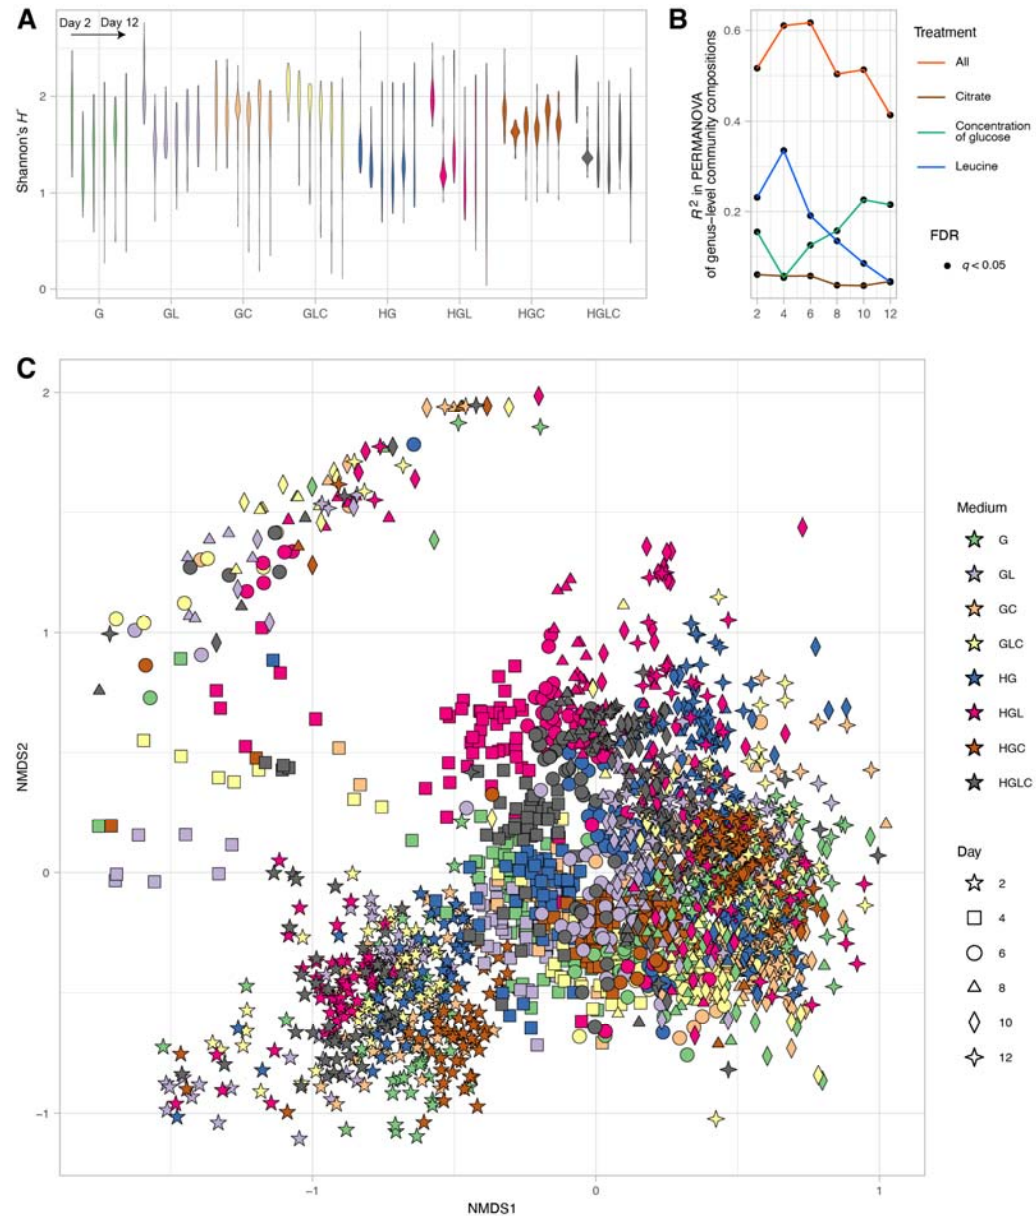 A
Day 2 Day 12
Shannon's H'
2
1
0
G GL GC GLC HG HGL HGC HGLC
B
R² in PERMANOVA
of genus−level community compositions
0.6
0.4
0.2
2 4 6 8 10 12
Treatment
All
Citrate
Concentration
of glucose
Leucine
FDR
q < 0.05
C
NMDS2
2
1
0
−1
−1 0 1
NMDS1
Medium
G
GL
GC
GLC
HG
HGL
HGC
HGLC
Day
2
4
6
8
10
12